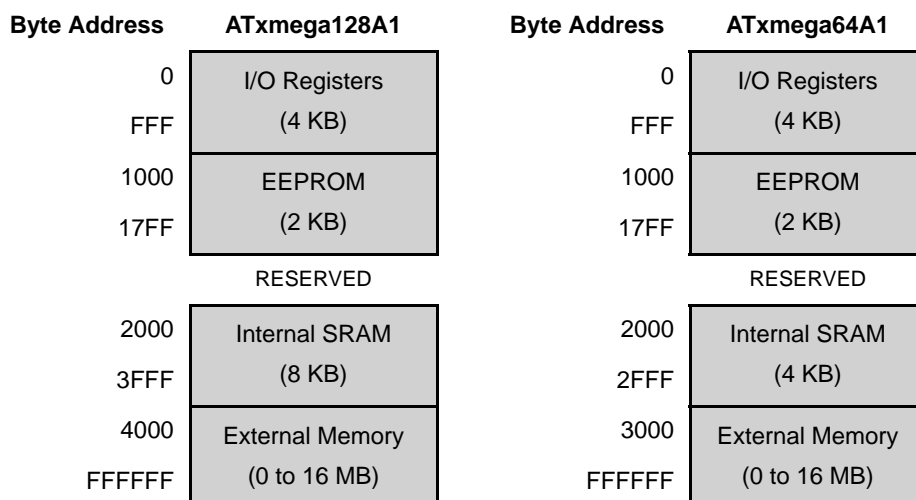 Byte Address ATxmega128A1 Byte Address ATxmega64A1
0 I/O Registers 0 I/O Registers
FFF (4 KB) FFF (4 KB)
1000 EEPROM 1000 EEPROM
17FF (2 KB) 17FF (2 KB)
RESERVED RESERVED
2000 Internal SRAM 2000 Internal SRAM
3FFF (8 KB) 2FFF (4 KB)
4000 External Memory 3000 External Memory
FFFFFF (0 to 16 MB) FFFFFF (0 to 16 MB)